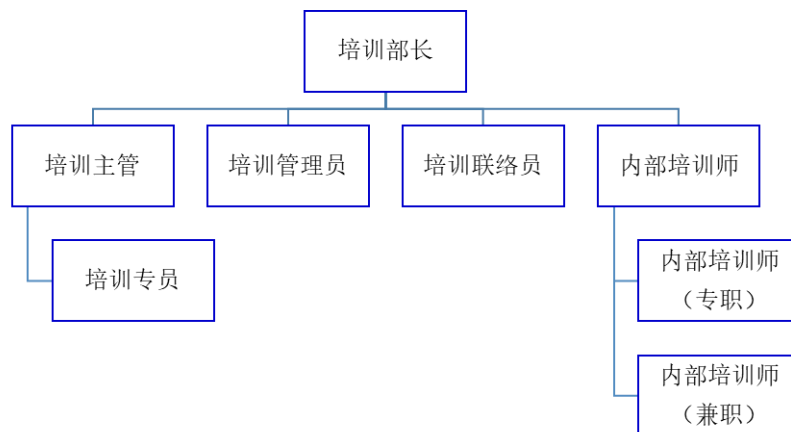 培训部长
培训主管
培训管理员
培训联络员
内部培训师
培训专员
内部培训师
（专职）
内部培训师
（兼职）